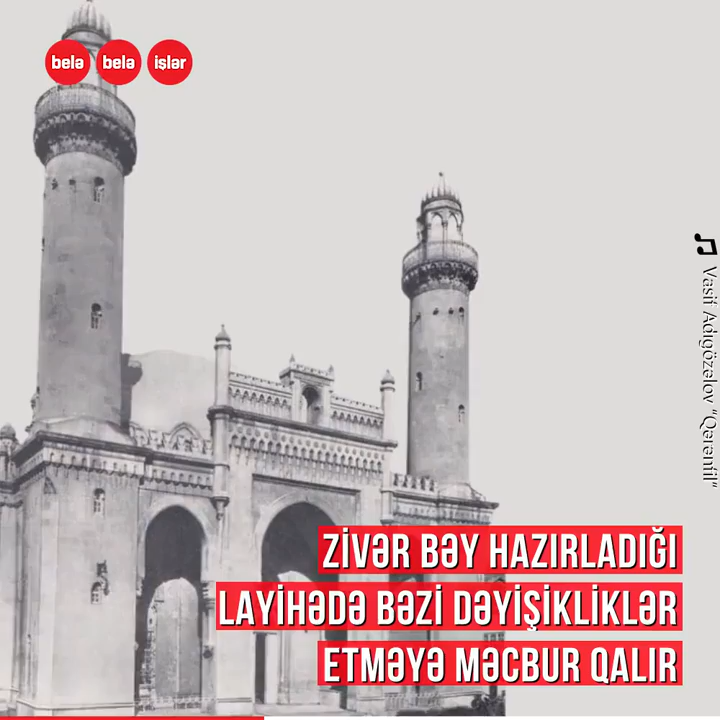 belə belə işlər
Vasif Adıgözəlov "Qərənfil"
ZİVƏR BƏY HAZIRLADIĞI
LAYİHƏDƏ BƏZİ DƏYİŞİKLİKLƏR
ETMƏYƏ MƏCBUR QALIR